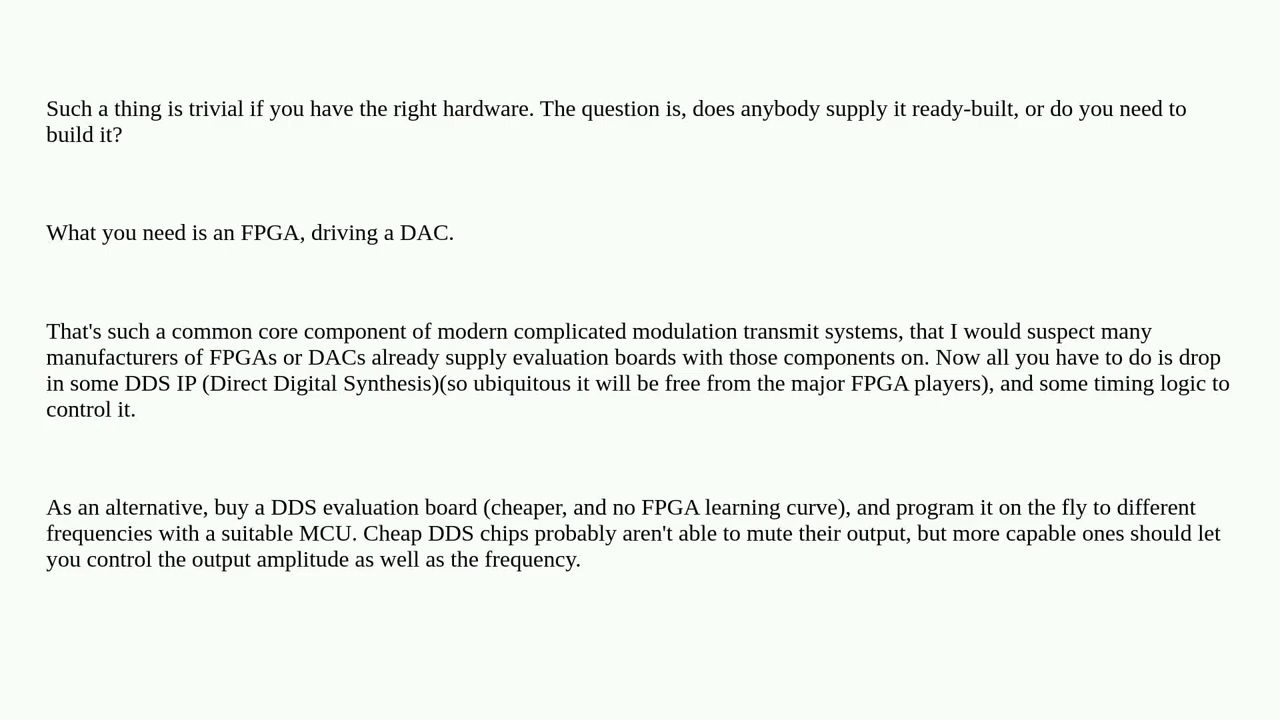 Such a thing is trivial if you have the right hardware. The question is, does anybody supply it ready-built, or do you need to
build it?
What you need is an FPGA, driving a DAC.
That's such a common core component of modern complicated modulation transmit systems, that I would suspect many
manufacturers of FPGAs or DACs already supply evaluation boards with those components on. Now all you have to do is drop
in some DDS IP (Direct Digital Synthesis)(so ubiquitous it will be free from the major FPGA players), and some timing logic to
control it.
As an alternative, buy a DDS evaluation board (cheaper, and no FPGA learning curve), and program it on the fly to different
frequencies with a suitable MCU. Cheap DDS chips probably aren't able to mute their output, but more capable ones should let
you control the output amplitude as well as the frequency.